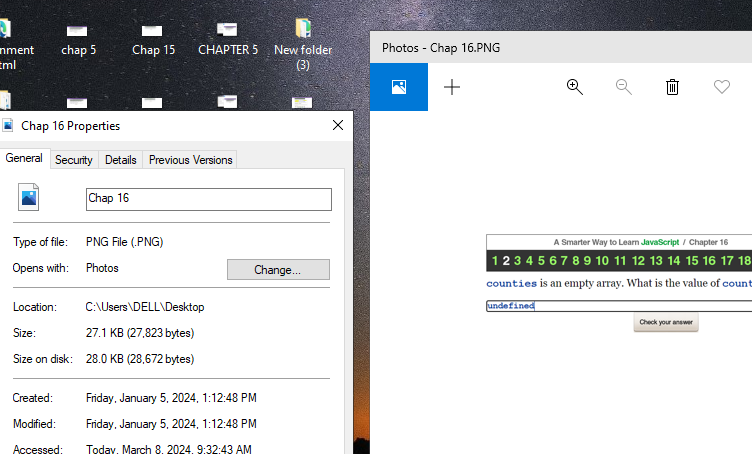 nment
tml
chap 5
Chap 15
CHAPTER 5
New folder
(3)
Chap 16 Properties
General
Security
Details
Previous Versions
Chap 16
Type of file: PNG File (.PNG)
Opens with: Photos
Change...
Location: C:\Users\DELL\Desktop
Size: 27.1 KB (27,823 bytes)
Size on disk: 28.0 KB (28,672 bytes)
Created: Friday, January 5, 2024, 1:12:48 PM
Modified: Friday, January 5, 2024, 1:12:48 PM
Accessed: Today, March 8, 2024, 9:32:43 AM
Photos - Chap 16.PNG
A Smarter Way to Learn JavaScript / Chapter 16
1 2 3 4 5 6 7 8 9 10 11 12 13 14 15 16 17 18
counties is an empty array. What is the value of count
undefined
Check your answer